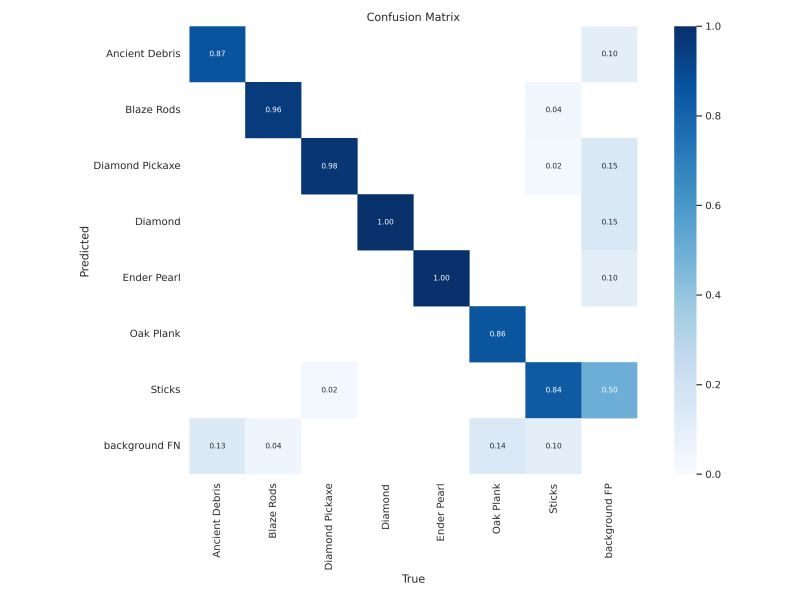 Confusion Matrix
Ancient Debris 0.87 0.10
Blaze Rods 0.96 0.04
Diamond Pickaxe 0.98 0.02 0.15
Diamond 1.00 0.15
Ender Pearl 1.00 0.10
Oak Plank 0.86
Sticks 0.02 0.84 0.50
background FN 0.13 0.04 0.14 0.10
Predicted
Ancient Debris
Blaze Rods
Diamond Pickaxe
Diamond
Ender Pearl
Oak Plank
Sticks
background FP
True
1.0
0.8
0.6
0.4
0.2
0.0